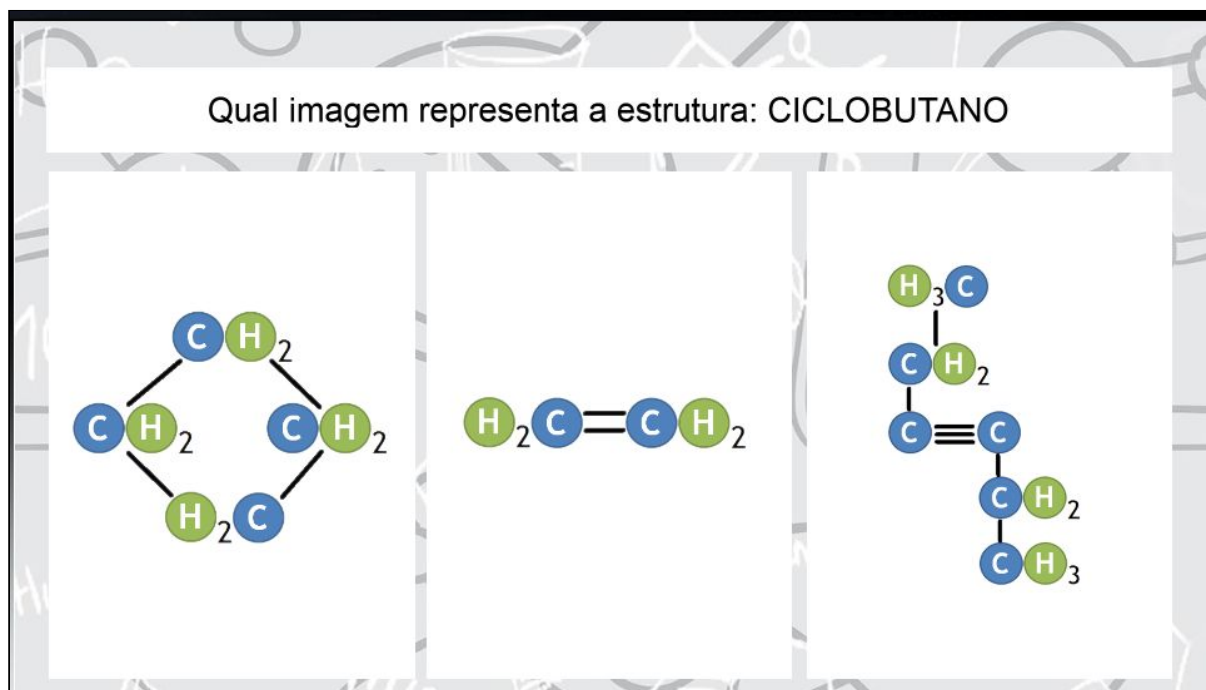 Qual imagem representa a estrutura: CICLOBUTANO
CH2
CH2
CH2
H2C
H2C=CH2
H3C
CH2
C≡C
CH2
CH3